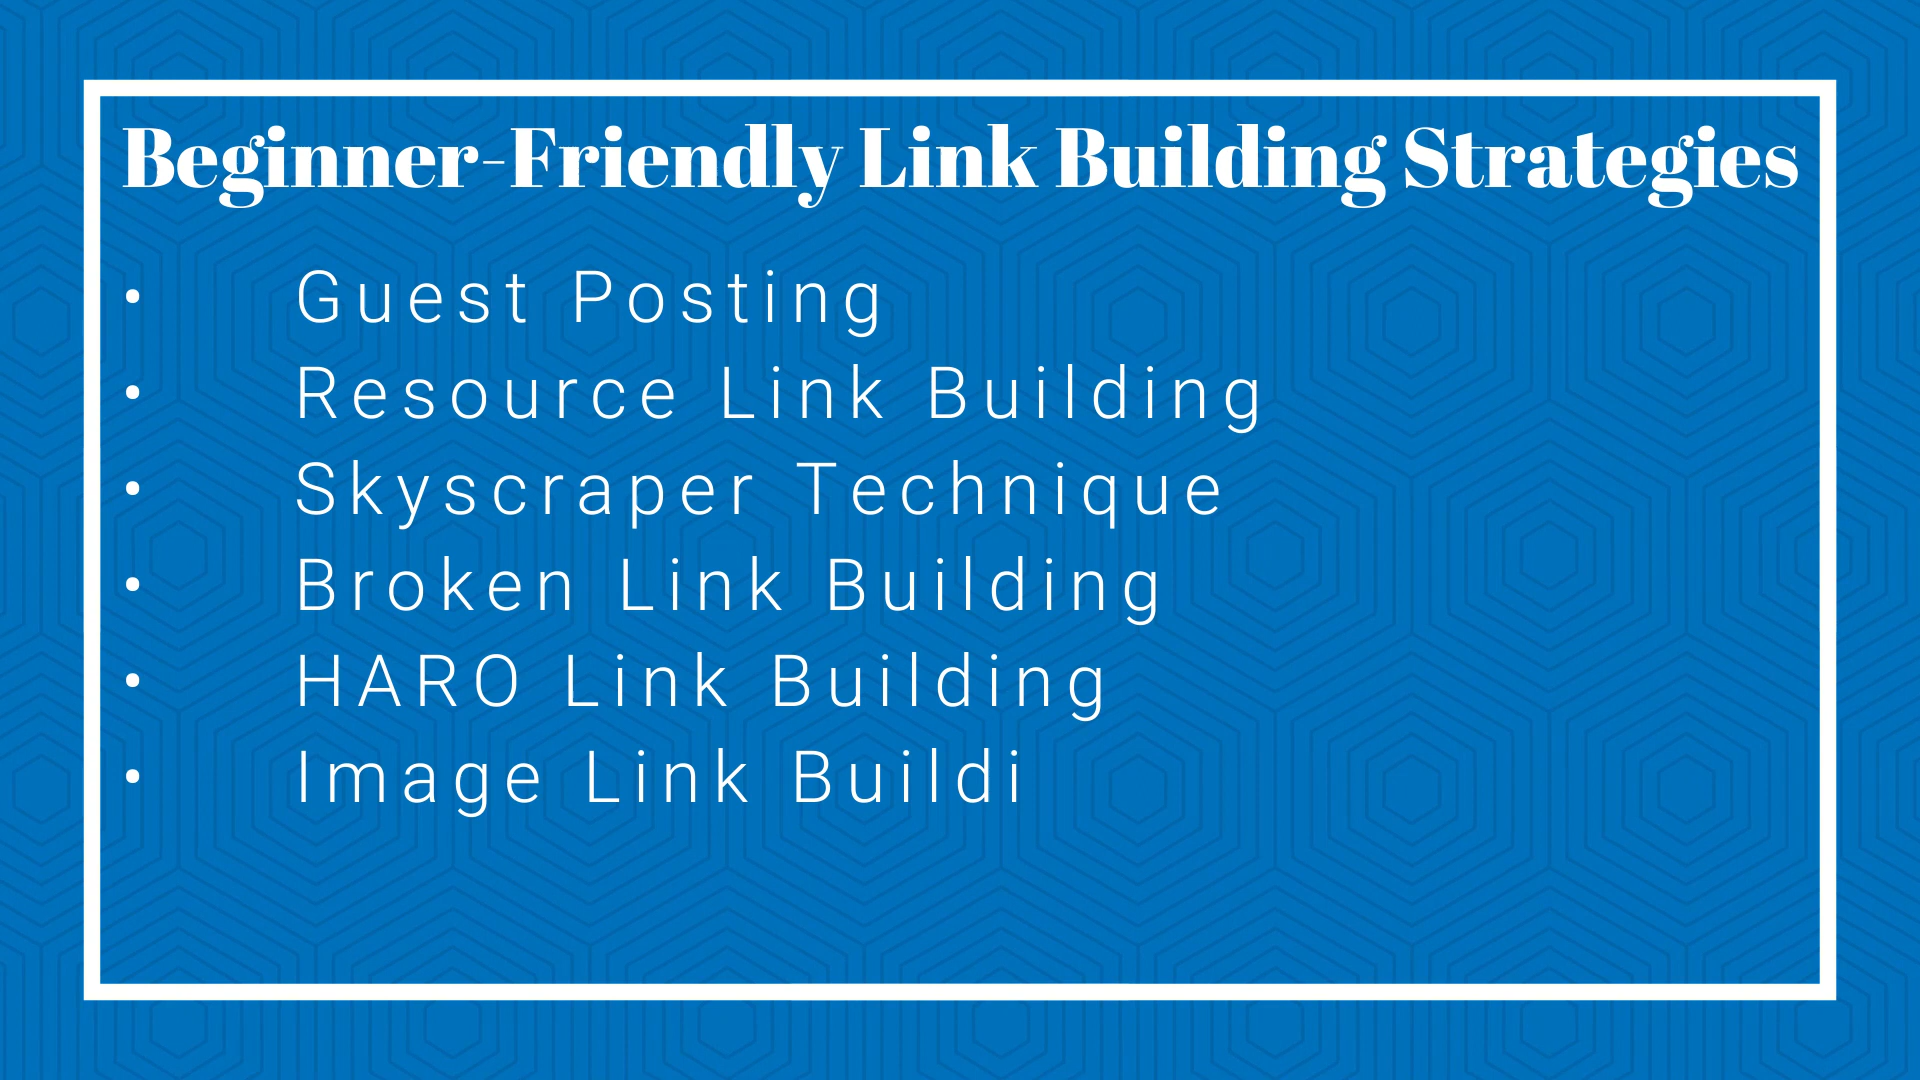 Beginner-Friendly Link Building Strategies
• Guest Posting
• Resource Link Building
• Skyscraper Technique
• Broken Link Building
• HARO Link Building
• Image Link Buildi